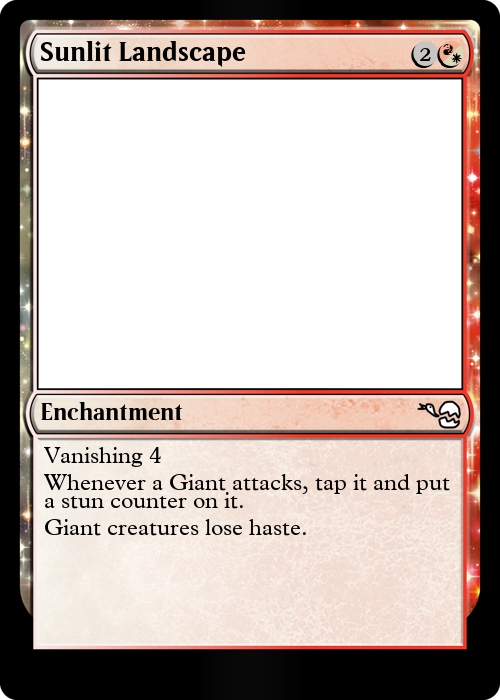 Sunlit Landscape 2
Enchantment
Vanishing 4
Whenever a Giant attacks, tap it and put
a stun counter on it.
Giant creatures lose haste.